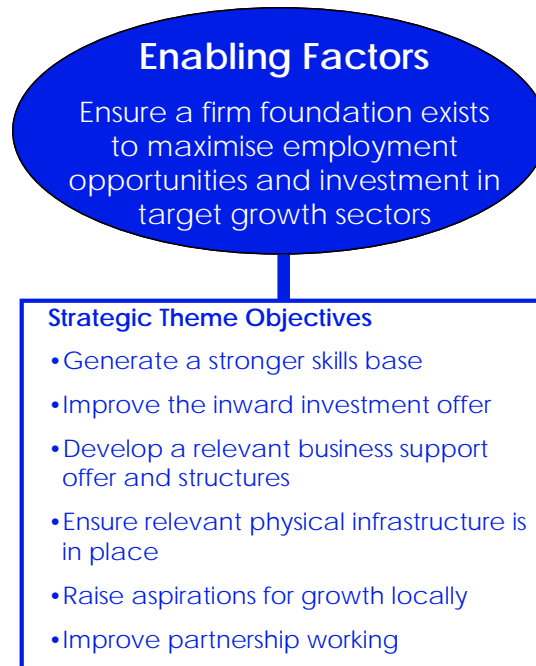 Enabling Factors
Ensure a firm foundation exists
to maximise employment
opportunities and investment in
target growth sectors
Strategic Theme Objectives
•Generate a stronger skills base
•Improve the inward investment offer
•Develop a relevant business support
offer and structures
•Ensure relevant physical infrastructure is
in place
•Raise aspirations for growth locally
•Improve partnership working